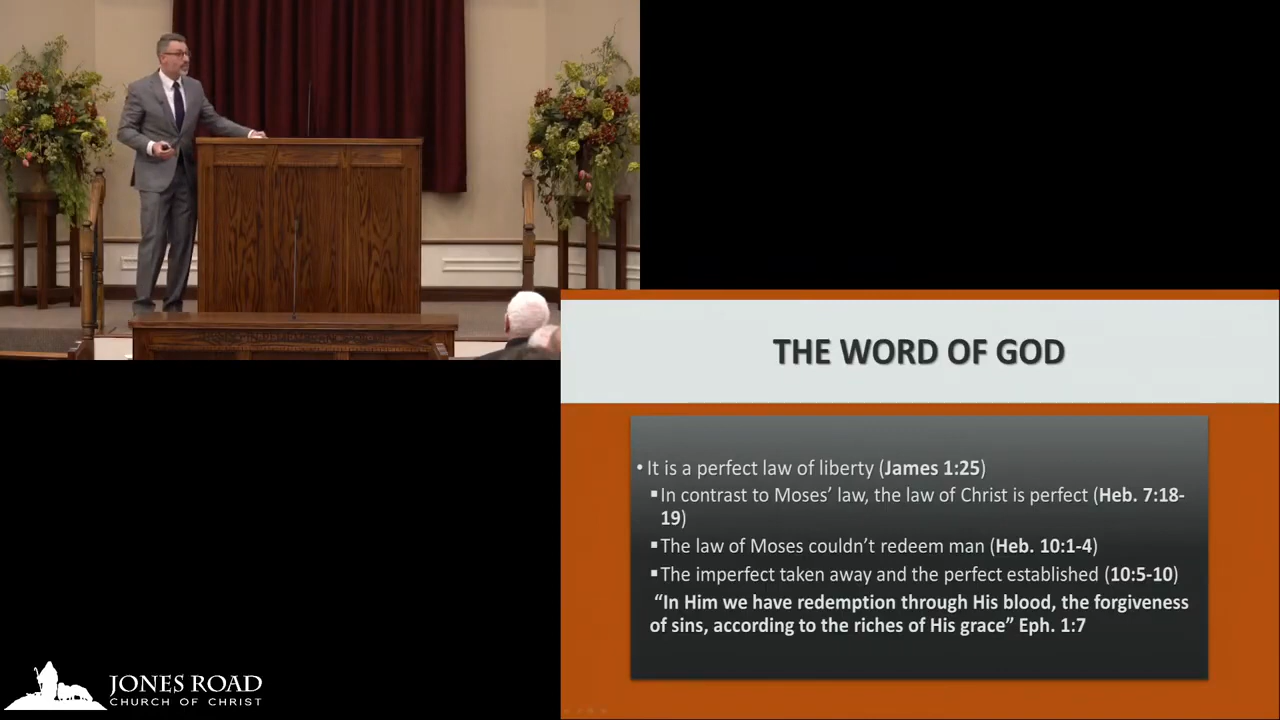 THE WORD OF GOD
• It is a perfect law of liberty (James 1:25)
▪In contrast to Moses’ law, the law of Christ is perfect (Heb. 7:18-
19)
▪The law of Moses couldn’t redeem man (Heb. 10:1-4)
▪The imperfect taken away and the perfect established (10:5-10)
“In Him we have redemption through His blood, the forgiveness
of sins, according to the riches of His grace” Eph. 1:7
JONES ROAD
CHURCH OF CHRIST